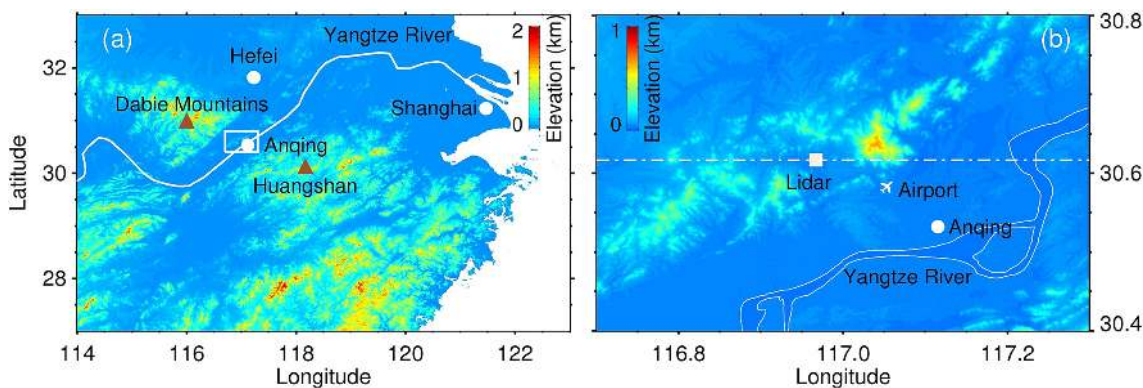 (a)
Yangtze River
Hefei
Dabie Mountains
Shanghai
Anqing
Huangshan
2
1
0
Elevation (km)
32
30
28
Latitude
114
116
118
120
122
Longitude
1
0
Elevation (km)
(b)
30.8
30.6
30.4
Lidar
Airport
Anqing
Yangtze River
116.8
117.0
117.2
Longitude